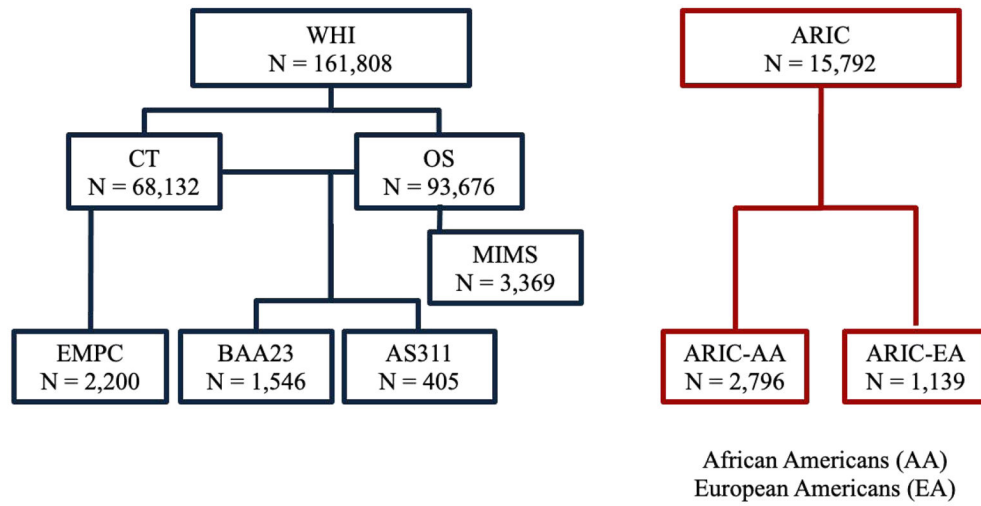 WHI
N = 161,808
ARIC
N = 15,792
CT
N = 68,132
OS
N = 93,676
MIMS
N = 3,369
EMPC
N = 2,200
BAA23
N = 1,546
AS311
N = 405
ARIC-AA
N = 2,796
ARIC-EA
N = 1,139
African Americans (AA)
European Americans (EA)